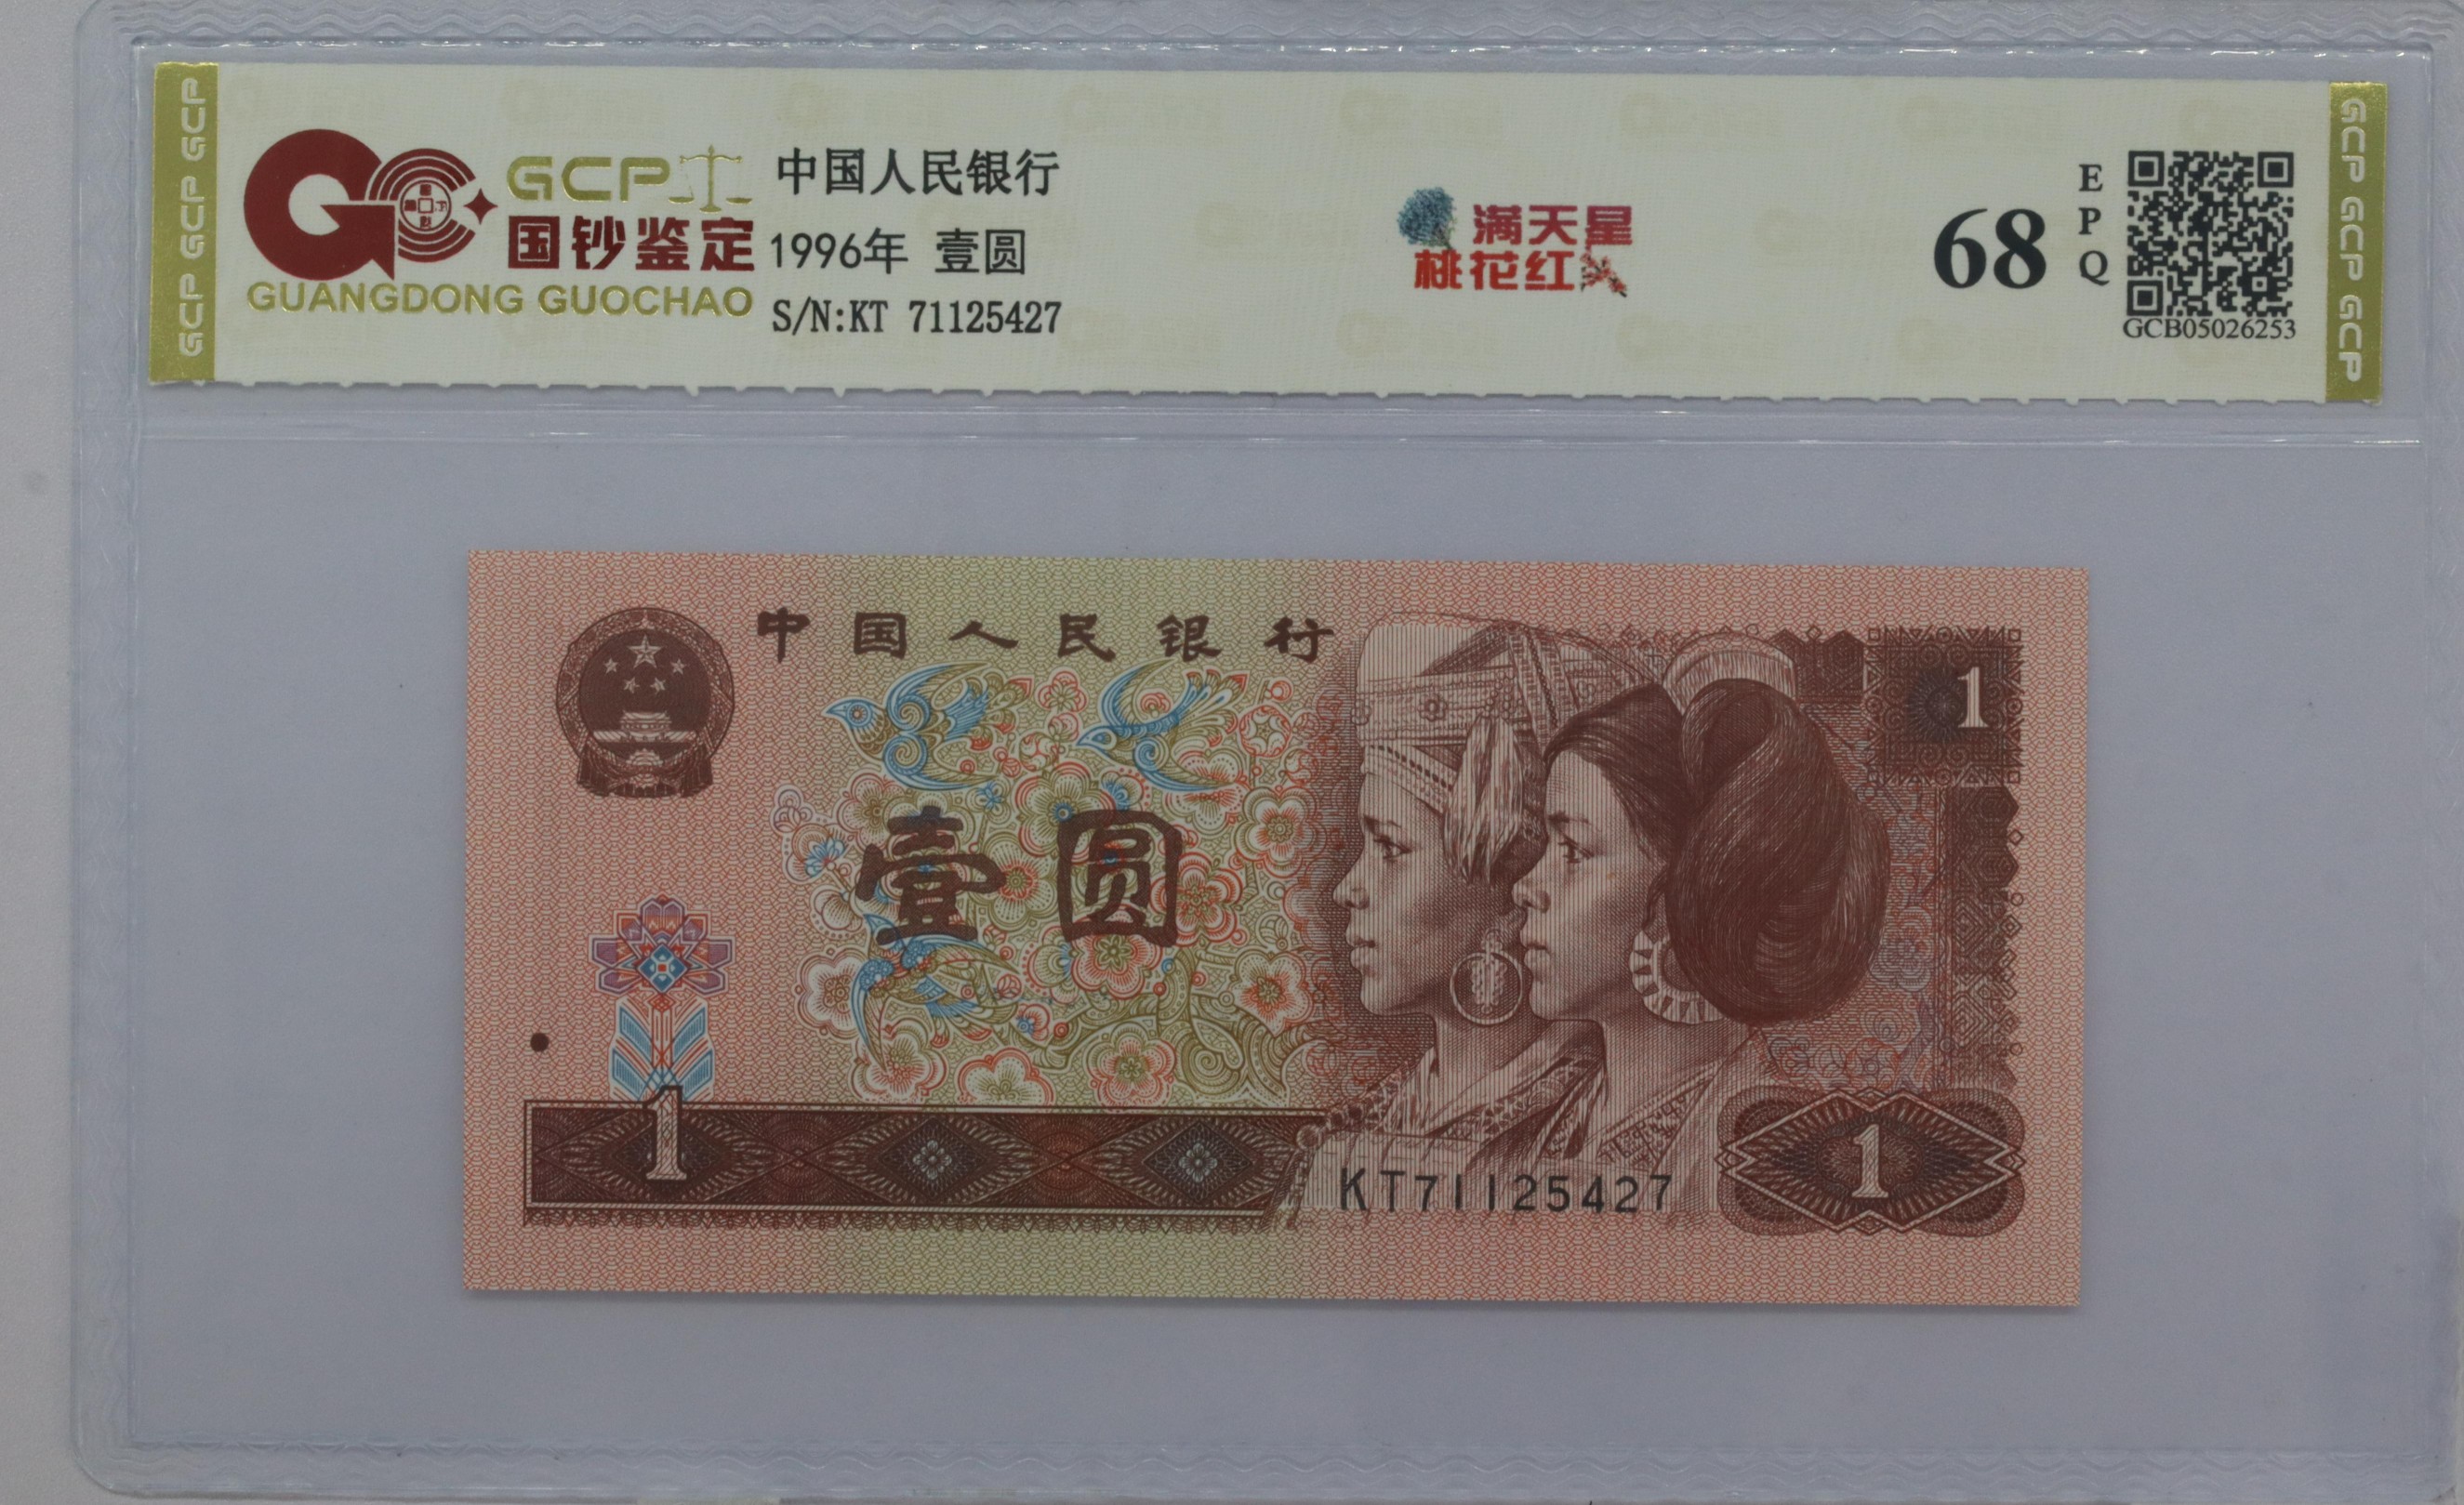 GCP GCP GCP
GCP
国钞鉴定
GUANGDONG GUOCHAO
中国人民银行
1996年 壹圆
S/N:KT 71125427
满天星
桃花红
68
EPQ
GCB05026253
GCP GCP GCP
中国人民银行
1
壹圆
1
1
KT71125427